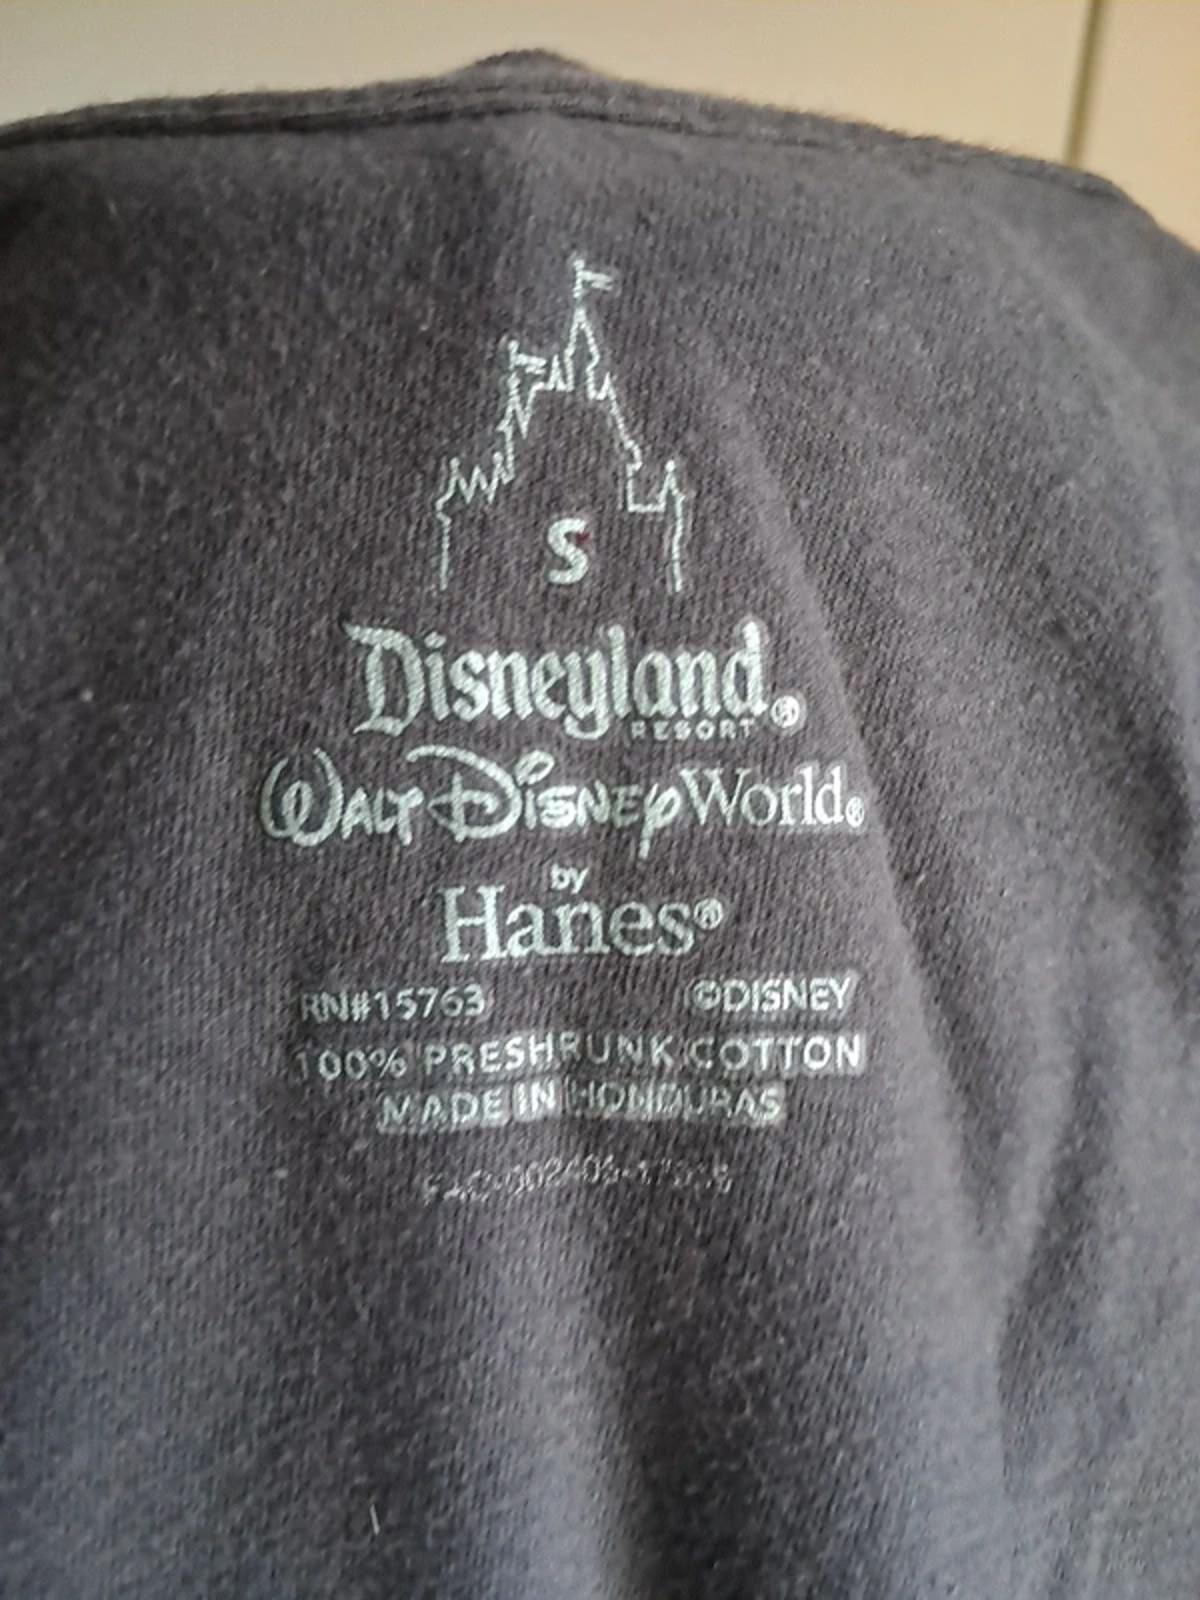 S
Disneyland®
RESORT
WALT DISNEY World®
by
Hanes®
RN#15763 ©DISNEY
100% PRESHRUNK COTTON
MADE IN HONDURAS